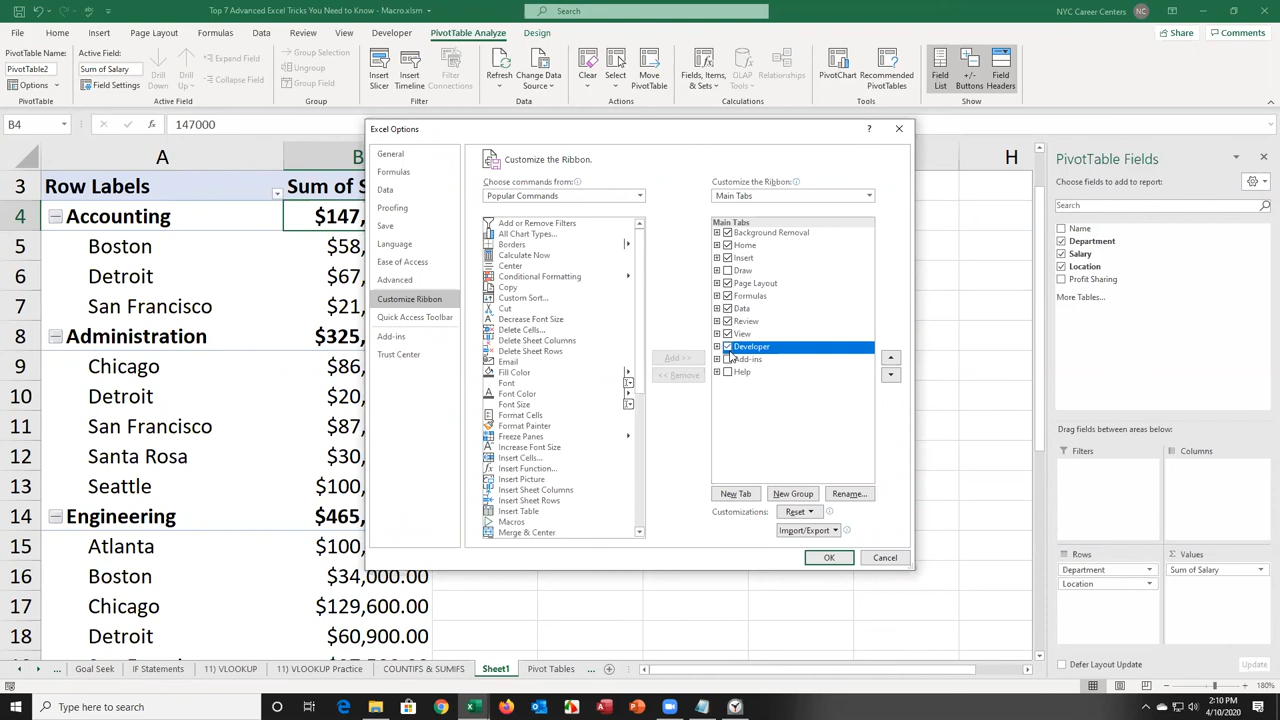 Top 7 Advanced Excel Tricks You Need to Know - Macro.xlsm
Search
NYC Career Centers
NC
File Home Insert Page Layout Formulas Data Review View Developer PivotTable Analyze Design
Share
Comments
PivotTable Name:
PivotTable2
Options
PivotTable
Active Field:
Sum of Salary
Field Settings
Drill Down
Drill Up
Expand Field
Collapse Field
Active Field
Group Selection
Ungroup
Group Field
Group
Insert Slicer
Insert Timeline
Filter Connections
Filter
Refresh
Change Data Source
Data
Clear
Select
Move PivotTable
Actions
Fields, Items, & Sets
OLAP Tools
Relationships
Calculations
PivotChart
Recommended PivotTables
Tools
Field List
+/- Buttons
Field Headers
Show
B4
fx
147000
A
B
H
3 Row Labels Sum of S
4 Accounting $147,
5 Boston $58,
6 Detroit $67,
7 San Francisco $21,
8 Administration $325,
9 Chicago $86,
10 Detroit $20,
11 San Francisco $87,
12 Santa Rosa $30,
13 Seattle $100,
14 Engineering $465,
15 Atlanta $100,
16 Boston $34,000.00
17 Chicago $129,600.00
18 Detroit $60,900.00
Excel Options
?
General
Formulas
Data
Proofing
Save
Language
Ease of Access
Advanced
Customize Ribbon
Quick Access Toolbar
Add-ins
Trust Center
Customize the Ribbon.
Choose commands from:
Popular Commands
Add or Remove Filters
All Chart Types...
Borders
Calculate Now
Center
Conditional Formatting
Copy
Custom Sort...
Cut
Decrease Font Size
Delete Cells...
Delete Sheet Columns
Delete Sheet Rows
Email
Fill Color
Font
Font Color
Font Size
Format Cells
Format Painter
Freeze Panes
Increase Font Size
Insert Cells...
Insert Function...
Insert Picture
Insert Sheet Columns
Insert Sheet Rows
Insert Table
Macros
Merge & Center
Add >>
<< Remove
Customize the Ribbon:
Main Tabs
Main Tabs
Background Removal
Home
Insert
Draw
Page Layout
Formulas
Data
Review
View
Developer
Add-ins
Help
New Tab
New Group
Rename...
Customizations:
Reset
Import/Export
OK
Cancel
PivotTable Fields
Choose fields to add to report:
Search
Name
Department
Salary
Location
Profit Sharing
More Tables...
Drag fields between areas below:
Filters
Columns
Rows
Department
Location
Values
Sum of Salary
Defer Layout Update
Update
... Goal Seek IF Statements 11) VLOOKUP 11) VLOOKUP Practice COUNTIFS & SUMIFS Sheet1 Pivot Tables ...
180%
Type here to search
2:10 PM
4/10/2020